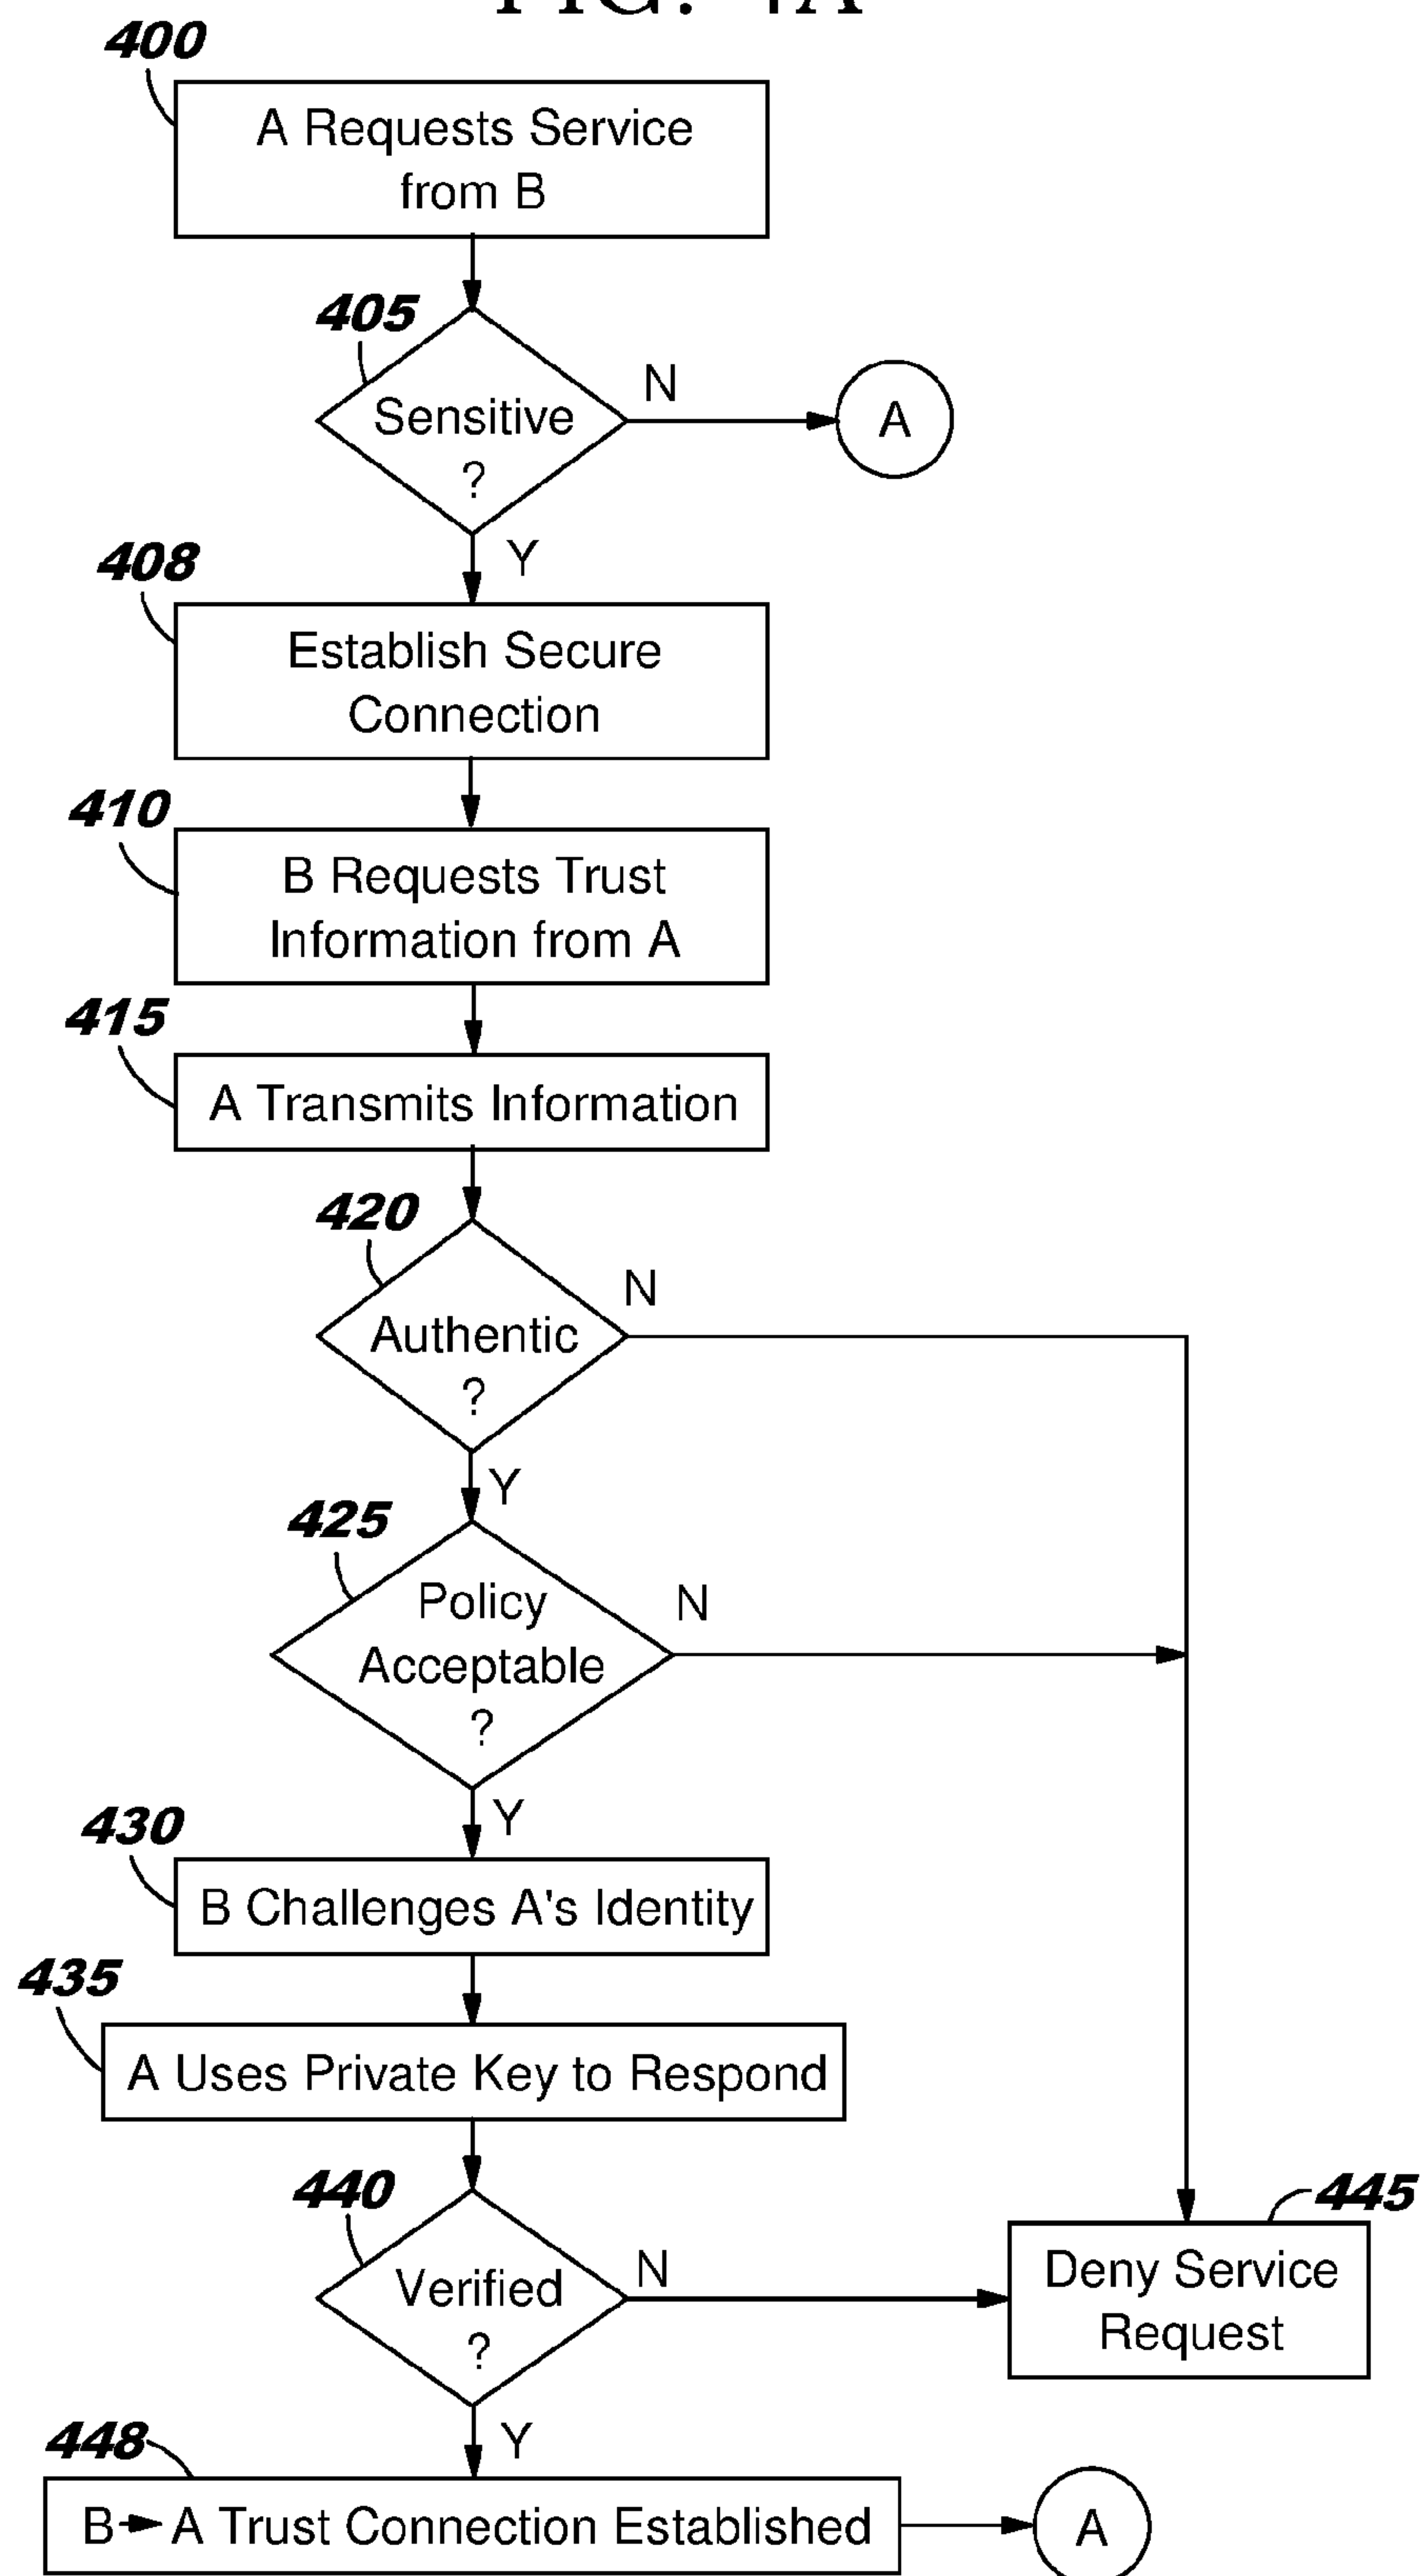 FIG. 4A
400
A Requests Service
from B
405
Sensitive
?
N
A
Y
408
Establish Secure
Connection
410
B Requests Trust
Information from A
415
A Transmits Information
420
Authentic
?
N
Y
425
Policy
Acceptable
?
N
Y
430
B Challenges A's Identity
435
A Uses Private Key to Respond
440
Verified
?
N
445
Deny Service
Request
Y
448
B→A Trust Connection Established
A